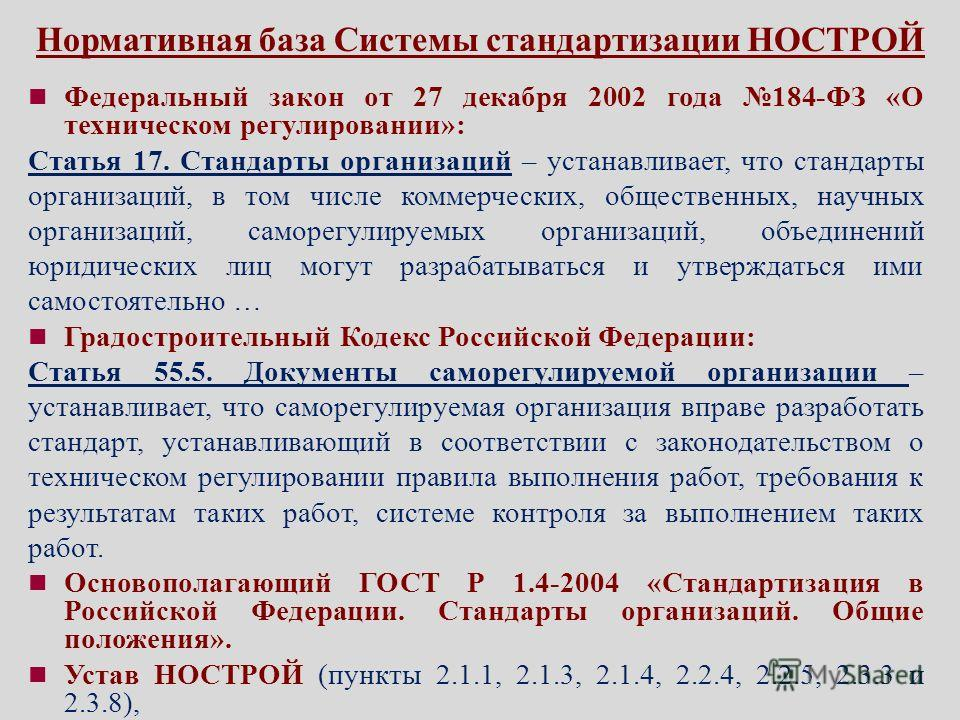 Нормативная база Системы стандартизации НОСТРОЙ
Федеральный закон от 27 декабря 2002 года №184-ФЗ «О
техническом регулировании»:
Статья 17. Стандарты организаций – устанавливает, что стандарты
организаций, в том числе коммерческих, общественных, научных
организаций, саморегулируемых организаций, объединений
юридических лиц могут разрабатываться и утверждаться ими
самостоятельно …
Градостроительный Кодекс Российской Федерации:
Статья 55.5. Документы саморегулируемой организации –
устанавливает, что саморегулируемая организация вправе разработать
стандарт, устанавливающий в соответствии с законодательством о
техническом регулировании правила выполнения работ, требования к
результатам таких работ, системе контроля за выполнением таких
работ.
Основополагающий ГОСТ Р 1.4-2004 «Стандартизация в
Российской Федерации. Стандарты организаций. Общие
положения».
Устав НОСТРОЙ (пункты 2.1.1, 2.1.3, 2.1.4, 2.2.4, 2.2.5, 2.3.3 и
2.3.8),
MyShared